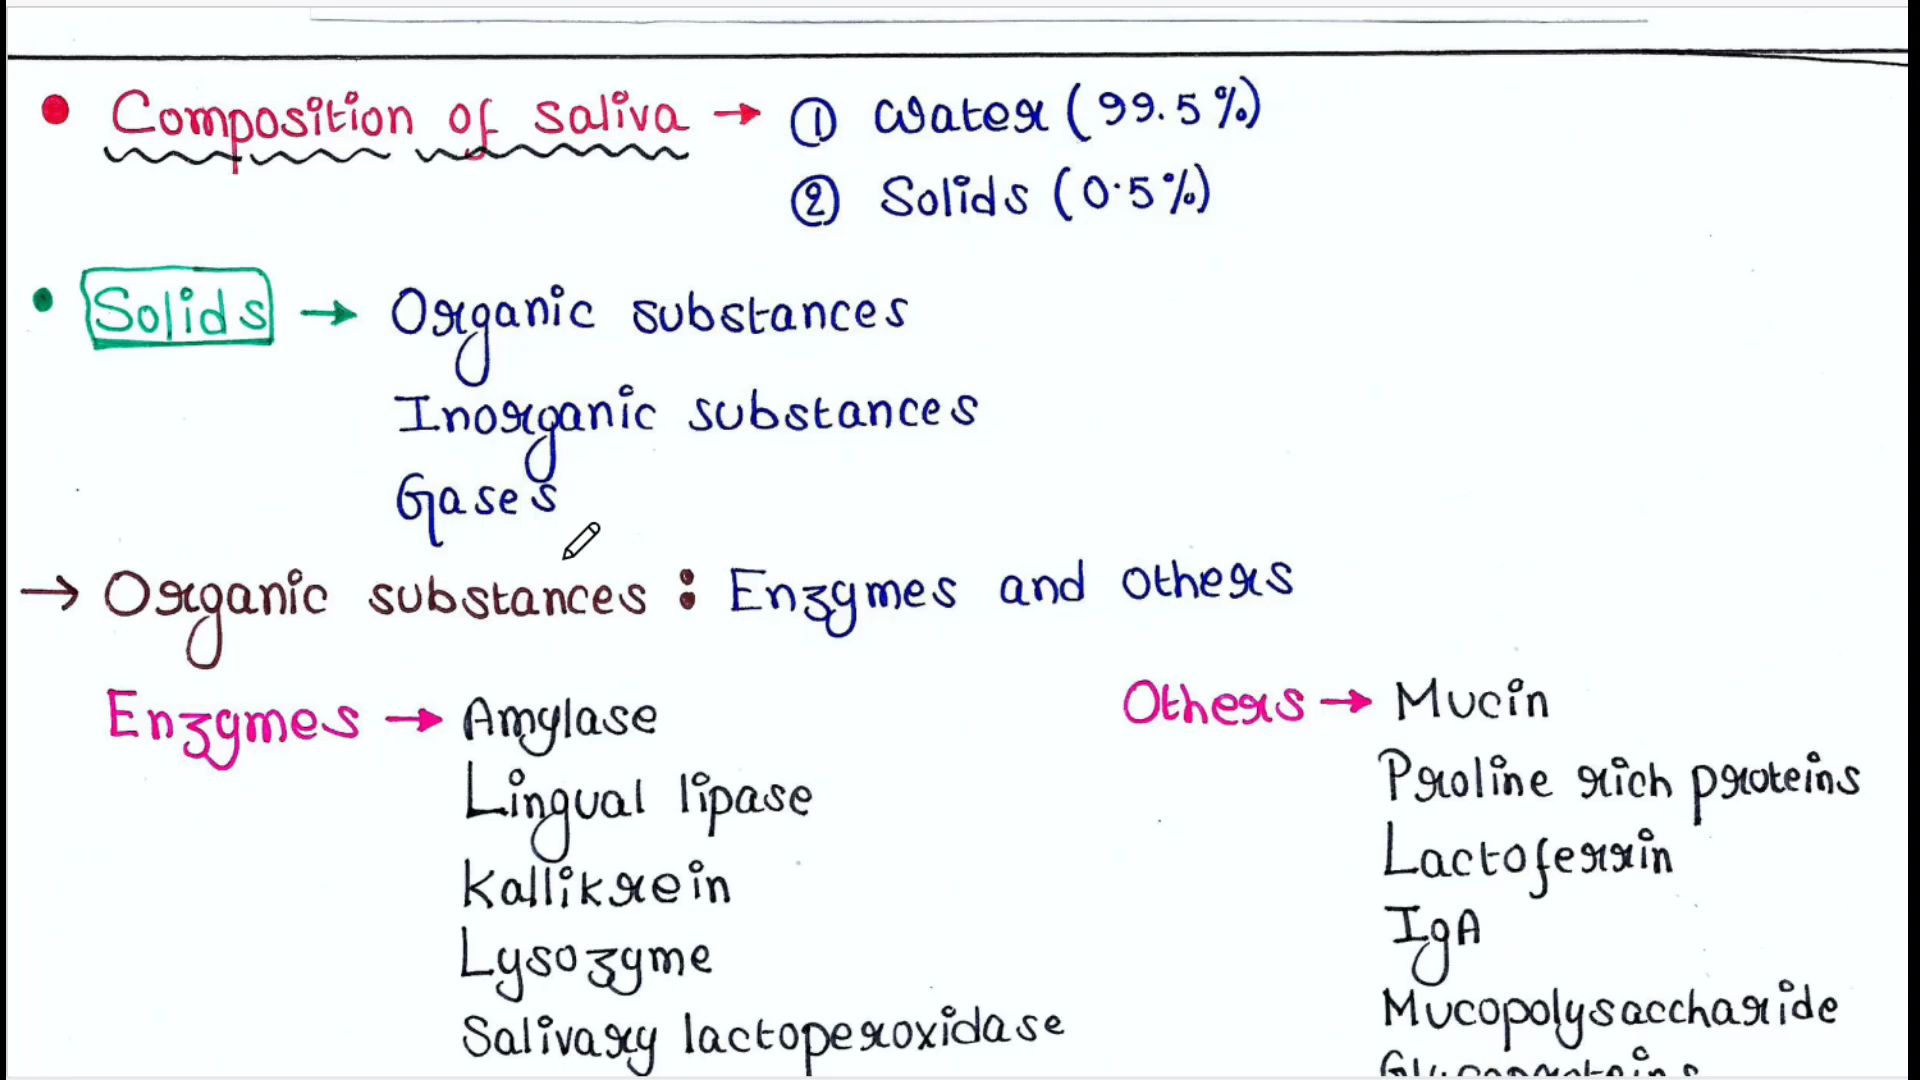 • Composition of saliva → ① Water (99.5%)
② Solids (0.5%)
• Solids → Organic substances
Inorganic substances
Gases
→ Organic substances : Enzymes and others
Enzymes → Amylase
Lingual lipase
Kallikrein
Lysozyme
Salivary lactoperoxidase
Others → Mucin
Proline rich proteins
Lactoferrin
IgA
Mucopolysaccharide